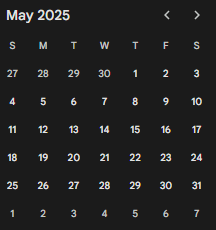 May 2025
S M T W T F S
27 28 29 30 1 2 3
4 5 6 7 8 9 10
11 12 13 14 15 16 17
18 19 20 21 22 23 24
25 26 27 28 29 30 31
1 2 3 4 5 6 7